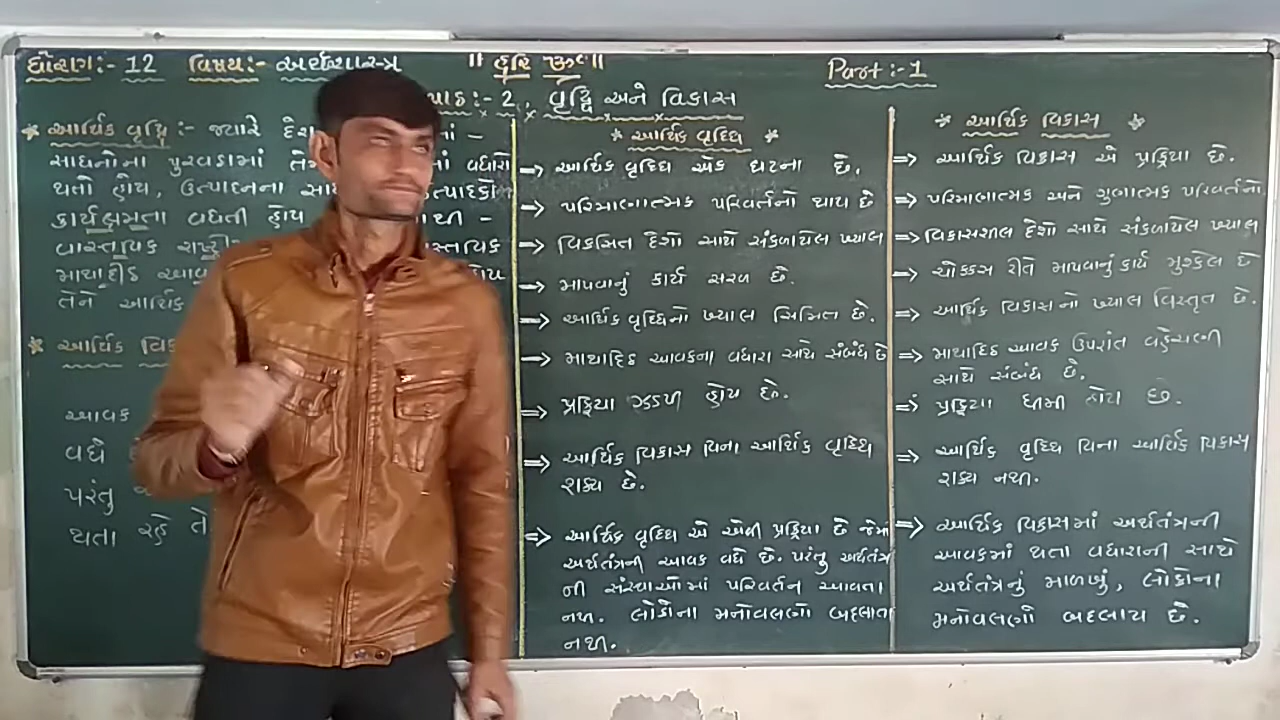 ધોરણ:- 12 વિષય:- અર્થશાસ્ત્ર
॥ હરિ ૐ ॥
Part:-1
પાઠ:- 2, વૃદ્ધિ અને વિકાસ
* આર્થિક વૃદ્ધિ :- જ્યારે
સાધનોના પુરવઠામાં વધારો
થતો હોય, ઉત્પાદનના
કાર્યક્ષમતા વધતી હોય થી -
વાસ્તવિક
માથાદીઠ હોય
તેને આર્થિક
* આર્થિક
આવક
વધે
પરંતુ
થતા રહે તે
* આર્થિક વૃધ્ધિ *
=> આર્થિક વૃધ્ધિ એક ઘટના છે.
=> પરિમાણાત્મક પરિવર્તનો થાય છે
=> વિકસિત દેશો સાથે સંકળાયેલ ખ્યાલ
=> માપવાનું કાર્ય સરળ છે.
=> આર્થિક વૃધ્ધિનો ખ્યાલ સિમિત છે.
=> માથાદિઠ આવકના વધારા સાથે સંબંધ છે
=> પ્રક્રિયા ઝડપી હોય છે.
=> આર્થિક વિકાસ વિના આર્થિક વૃધ્ધિ
શક્ય છે.
=> આર્થિક વૃધ્ધિ એ એવી પ્રક્રિયા છે જેમાં
અર્થતંત્રની આવક વધે છે. પરંતુ અર્થતંત્ર
ની સંસ્થાઓમાં પરિવર્તન આવતા
નથી. લોકોના મનોવલણો બદલાતા
નથી.
* આર્થિક વિકાસ *
=> આર્થિક વિકાસ એ પ્રક્રિયા છે.
=> પરિમાણાત્મક અને ગુણાત્મક પરિવર્તનો
=> વિકાસશીલ દેશો સાથે સંકળાયેલ ખ્યાલ
=> ચોક્કસ રીતે માપવાનું કાર્ય મુશ્કેલ છે
=> આર્થિક વિકાસનો ખ્યાલ વિસ્તૃત છે.
=> માથાદિઠ આવક ઉપરાંત વહેંચણી
સાથે સંબંધ છે.
=> પ્રક્રિયા ધીમી હોય છે.
=> આર્થિક વૃધ્ધિ વિના આર્થિક વિકાસ
શક્ય નથી.
=> આર્થિક વિકાસમાં અર્થતંત્રની
આવકમાં થતા વધારાની સાથે
અર્થતંત્રનું માળખું, લોકોના
મનોવલણો બદલાય છે.